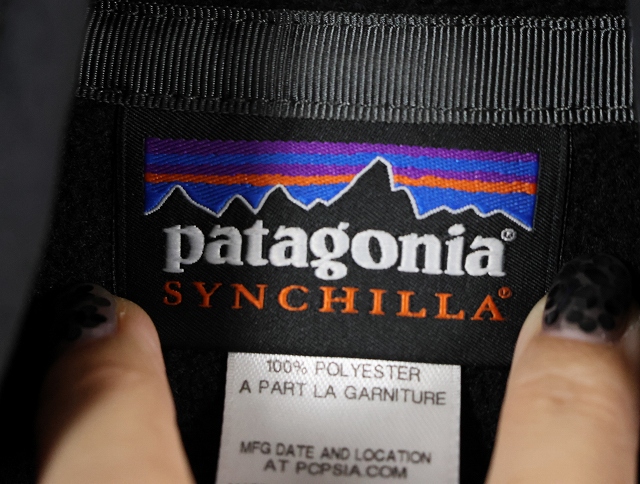 patagonia®
SYNCHILLA®
100% POLYESTER
A PART LA GARNITURE
MFG DATE AND LOCATION
AT PCPSIA.COM